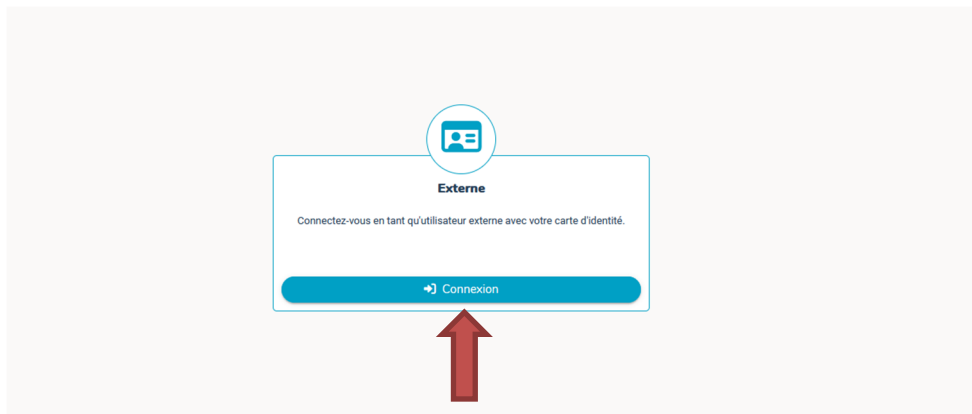 Externe
Connectez-vous en tant qu'utilisateur externe avec votre carte d'identité.
Connexion